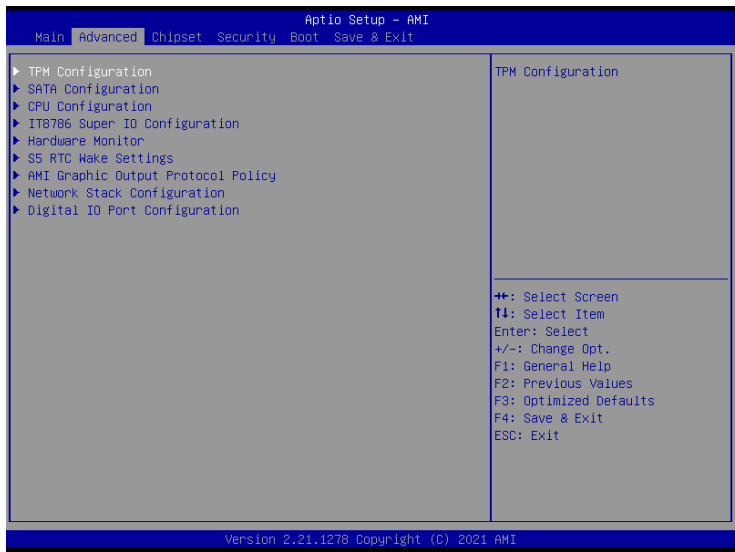 Aptio Setup - AMI
Main Advanced Chipset Security Boot Save & Exit
TPM Configuration
SATA Configuration
CPU Configuration
IT8786 Super IO Configuration
Hardware Monitor
S5 RTC Wake Settings
AMI Graphic Output Protocol Policy
Network Stack Configuration
Digital IO Port Configuration
TPM Configuration
→←: Select Screen
↑↓: Select Item
Enter: Select
+/-: Change Opt.
F1: General Help
F2: Previous Values
F3: Optimized Defaults
F4: Save & Exit
ESC: Exit
Version 2.21.1278 Copyright (C) 2021 AMI